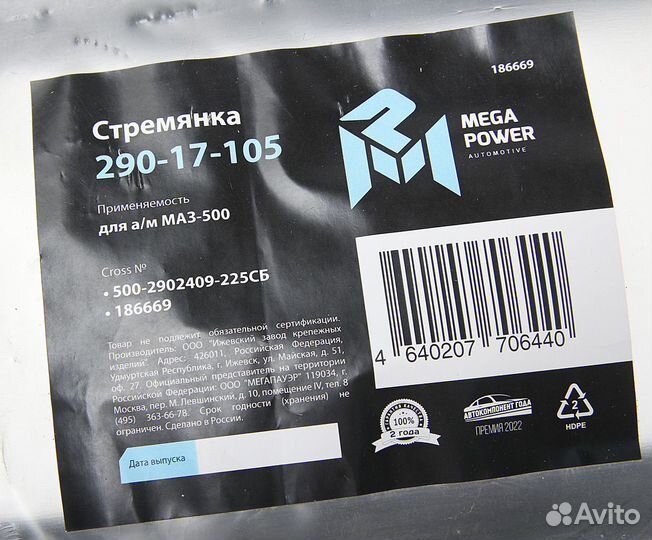 186669
Стремянка
290-17-105
MEGA
POWER
AUTOMOTIVE
Применяемость
для а/м МАЗ-500
Cross №
• 500-2902409-225СБ
• 186669
Товар не подлежит обязательной сертификации.
Производитель: ООО "Ижевский завод крепежных
изделий". Адрес: 426011, Российская Федерация,
Удмуртская Республика, г. Ижевск, ул. Майская, д. 51,
оф. 27. Официальный представитель на территории
Российской Федерации: ООО "МЕГАПАУЭР" 119034, г.
Москва, пер. М. Левшинский, д. 10, помещение IV, тел. 8
(495) 363-66-78. Срок годности (хранения) не
ограничен. Сделано в России.
Дата выпуска
4 640207 706440
100%
2 года
АВТОКОМПОНЕНТ ГОДА
ПРЕМИЯ 2022
2
HDPE
Avito